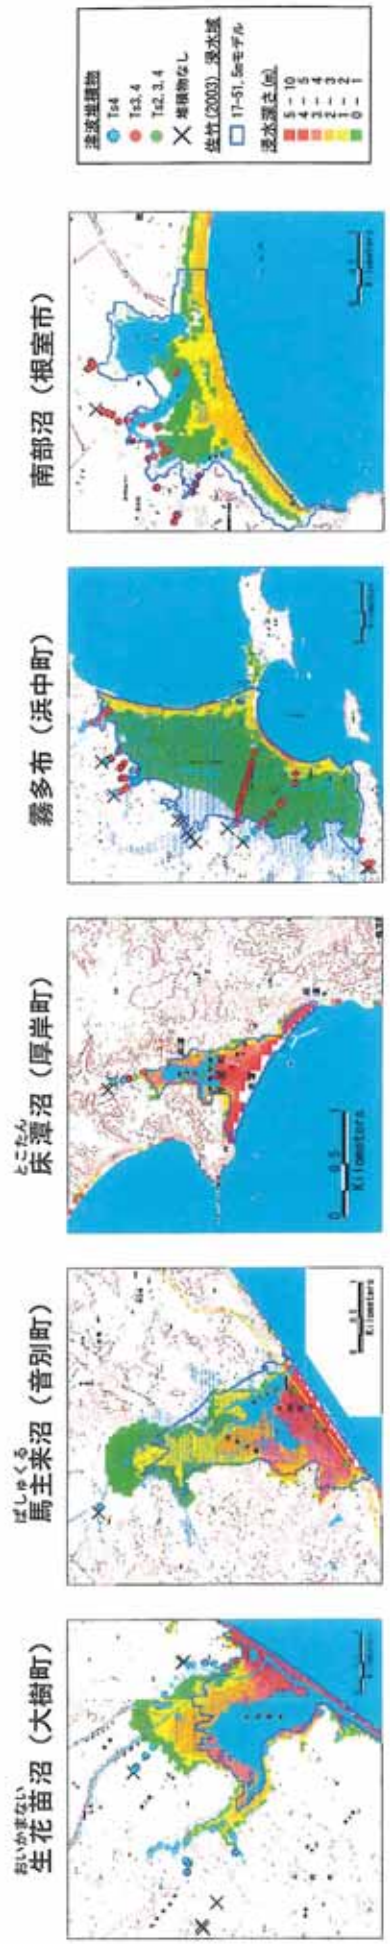 おいかまない
生花苗沼（大樹町）
ぱしゅくる
馬主来沼（音別町）
Kilometers
とこたん
床潭沼（厚岸町）
0 0.5 1
Kilometers
霧多布（浜中町）
南部沼（根室市）
Kilometers
津波堆積物
Ts4
Ts3, 4
Ts2, 3, 4
堆積物なし
佐竹(2003) 浸水域
17-S1, 5mモデル
浸水深さ(m)
5 - 10
4 - 5
3 - 4
2 - 3
1 - 2
0 - 1